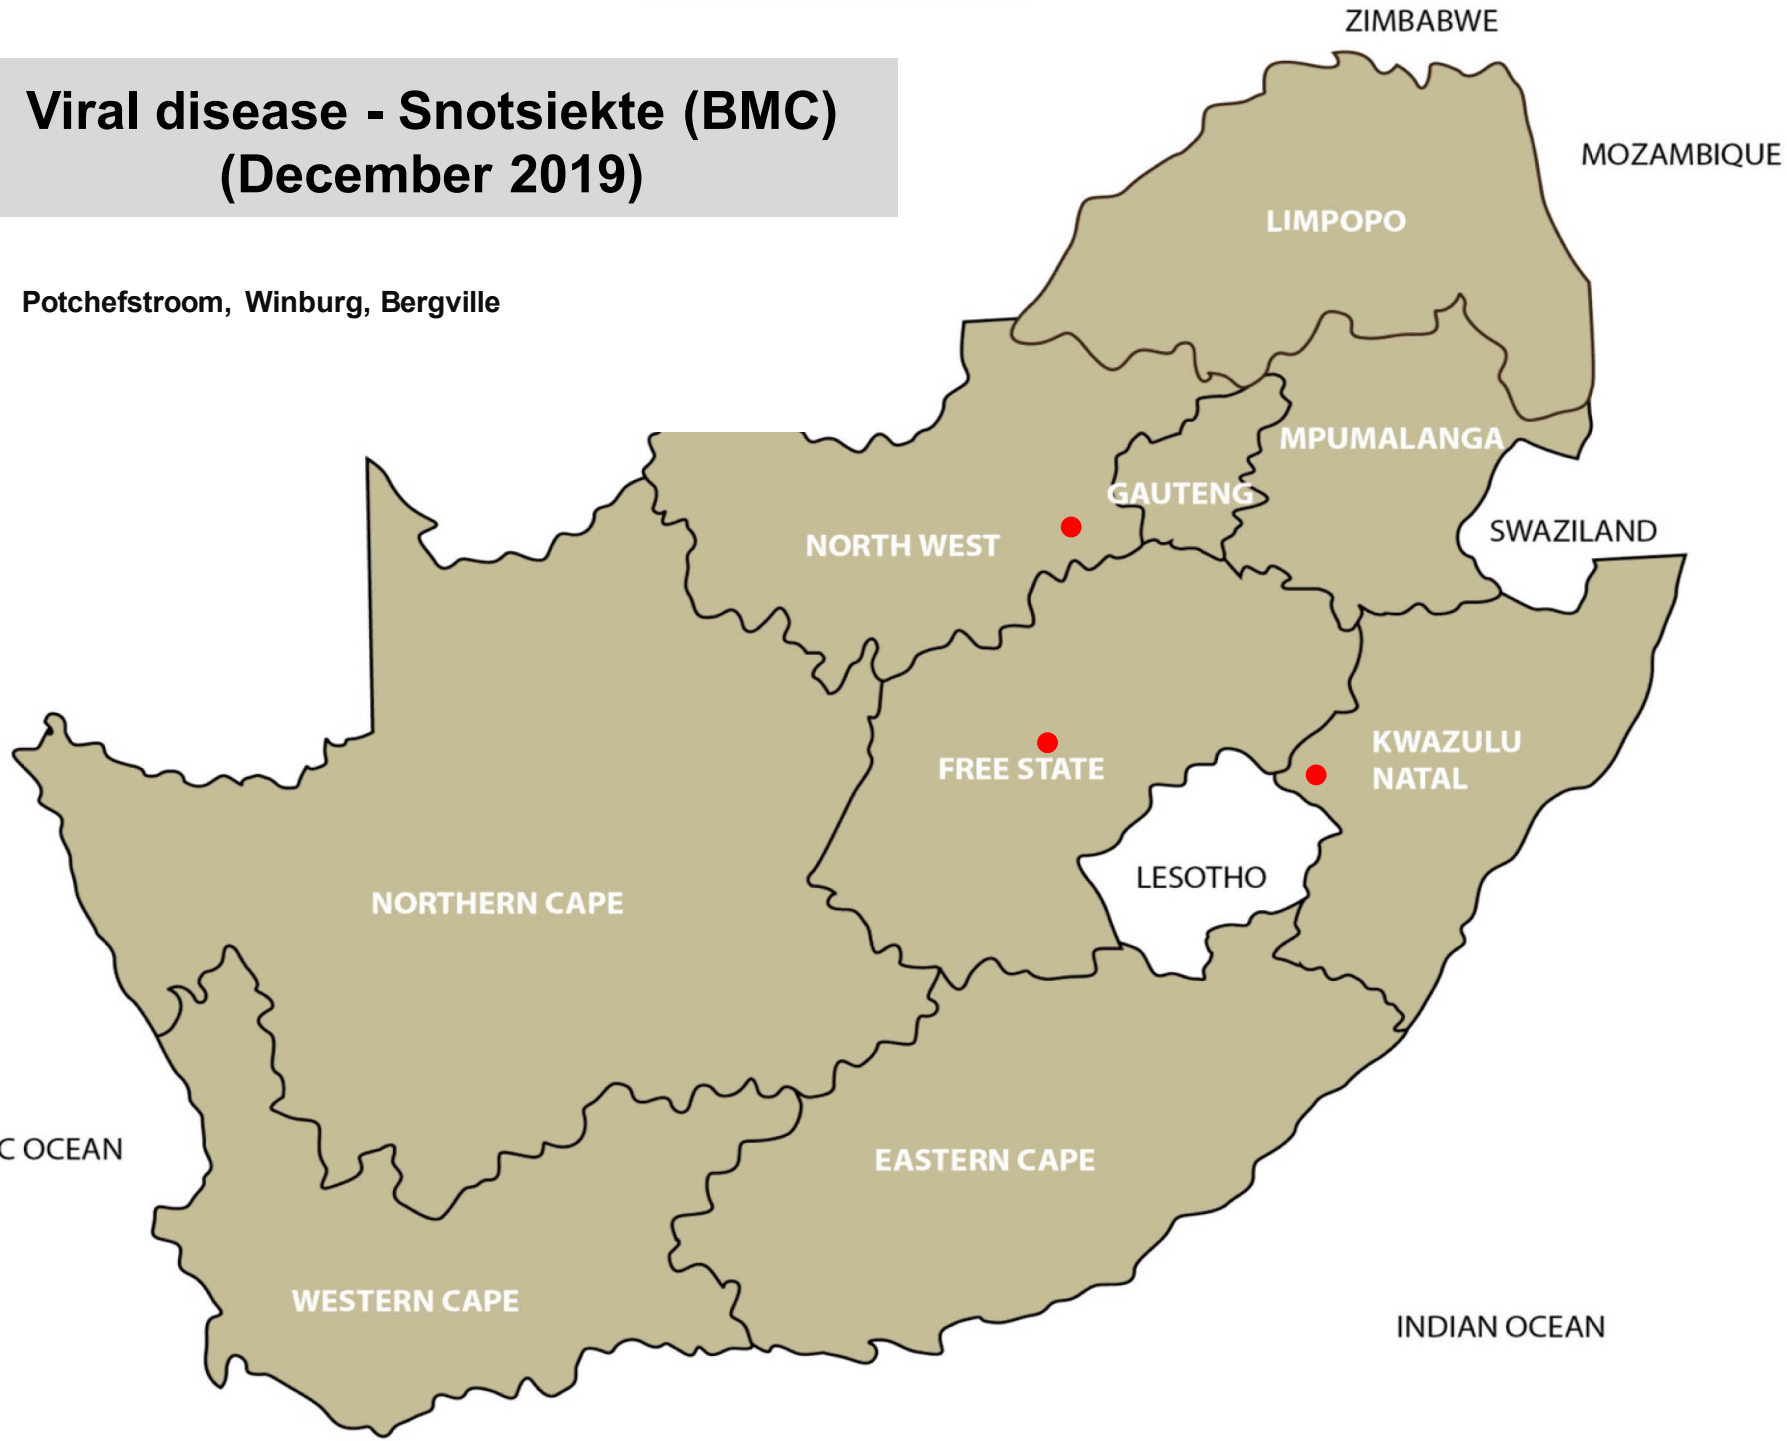 ZIMBABWE
Viral disease - Snotsiekte (BMC)
(December 2019)
MOZAMBIQUE
LIMPOPO
Potchefstroom, Winburg, Bergville
MPUMALANGA
GAUTENG
SWAZILAND
NORTH WEST
KWAZULU
NATAL
FREE STATE
LESOTHO
NORTHERN CAPE
C OCEAN
EASTERN CAPE
WESTERN CAPE
INDIAN OCEAN